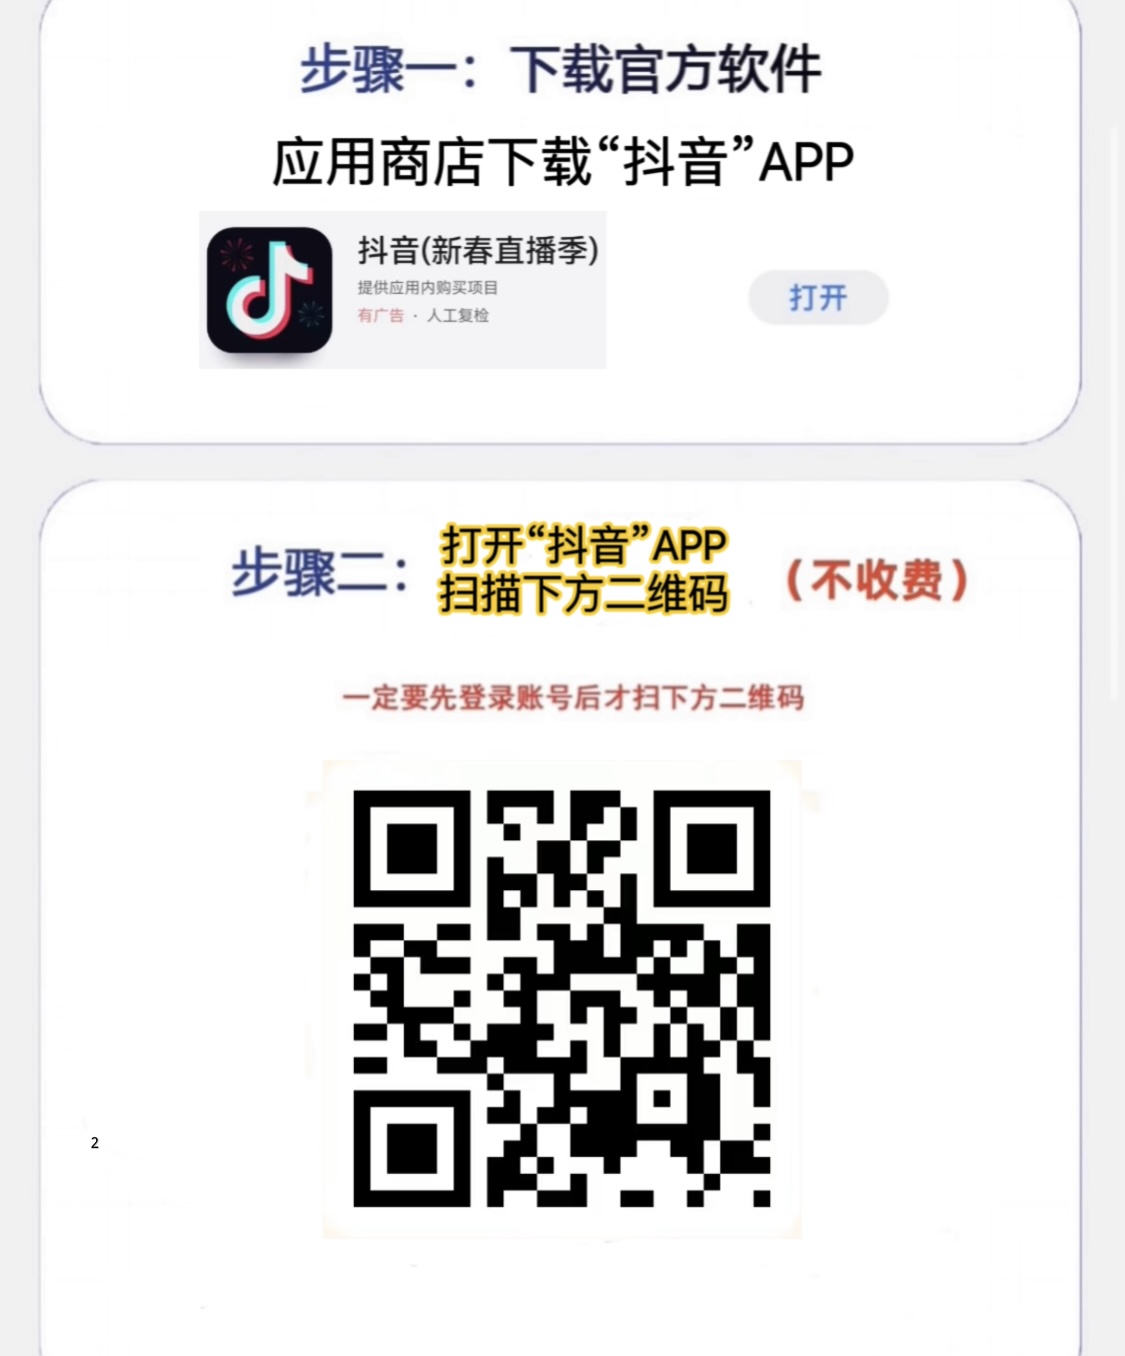 步骤一：下载官方软件
应用商店下载“抖音”APP
抖音(新春直播季)
提供应用内购买项目
有广告 · 人工复检
打开
步骤二：
打开“抖音”APP
扫描下方二维码
（不收费）
一定要先登录账号后才扫下方二维码
2